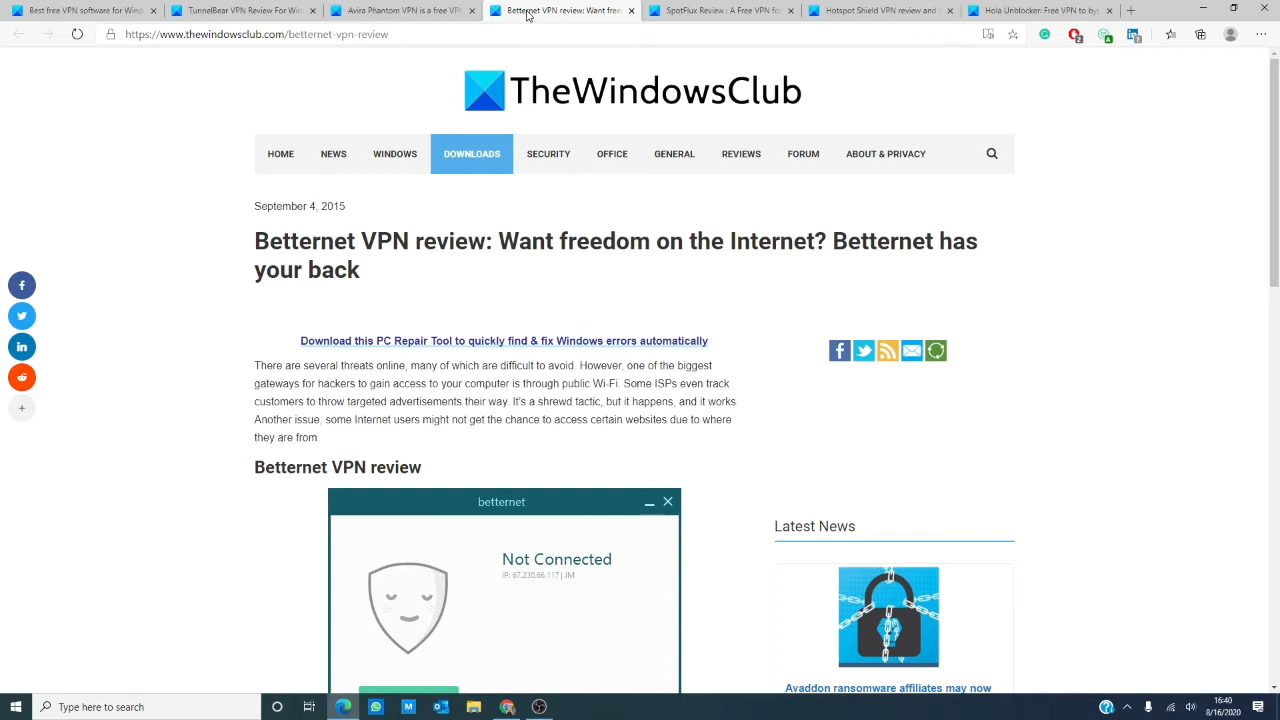 Best Free VPN software for Wind
TunnelBear VPN Review for Wind
Avira Phantom VPN is a free VPN
Betternet VPN review: Want free
SpotFlux Review a Free VPN for
Hotspot Shield VPN review and
Hola Unblocker: Free VPN to by
https://www.thewindowsclub.com/betternet-vpn-review
TheWindowsClub
HOME NEWS WINDOWS DOWNLOADS SECURITY OFFICE GENERAL REVIEWS FORUM ABOUT & PRIVACY
September 4, 2015
Betternet VPN review: Want freedom on the Internet? Betternet has
your back
Download this PC Repair Tool to quickly find & fix Windows errors automatically
There are several threats online, many of which are difficult to avoid. However, one of the biggest
gateways for hackers to gain access to your computer is through public Wi-Fi. Some ISPs even track
customers to throw targeted advertisements their way. It's a shrewd tactic, but it happens, and it works.
Another issue, some Internet users might not get the chance to access certain websites due to where
they are from.
Betternet VPN review
betternet
Not Connected
IP: 67.230.66.117 | JM
Latest News
Avaddon ransomware affiliates may now
Type here to search
16:40
8/16/2020